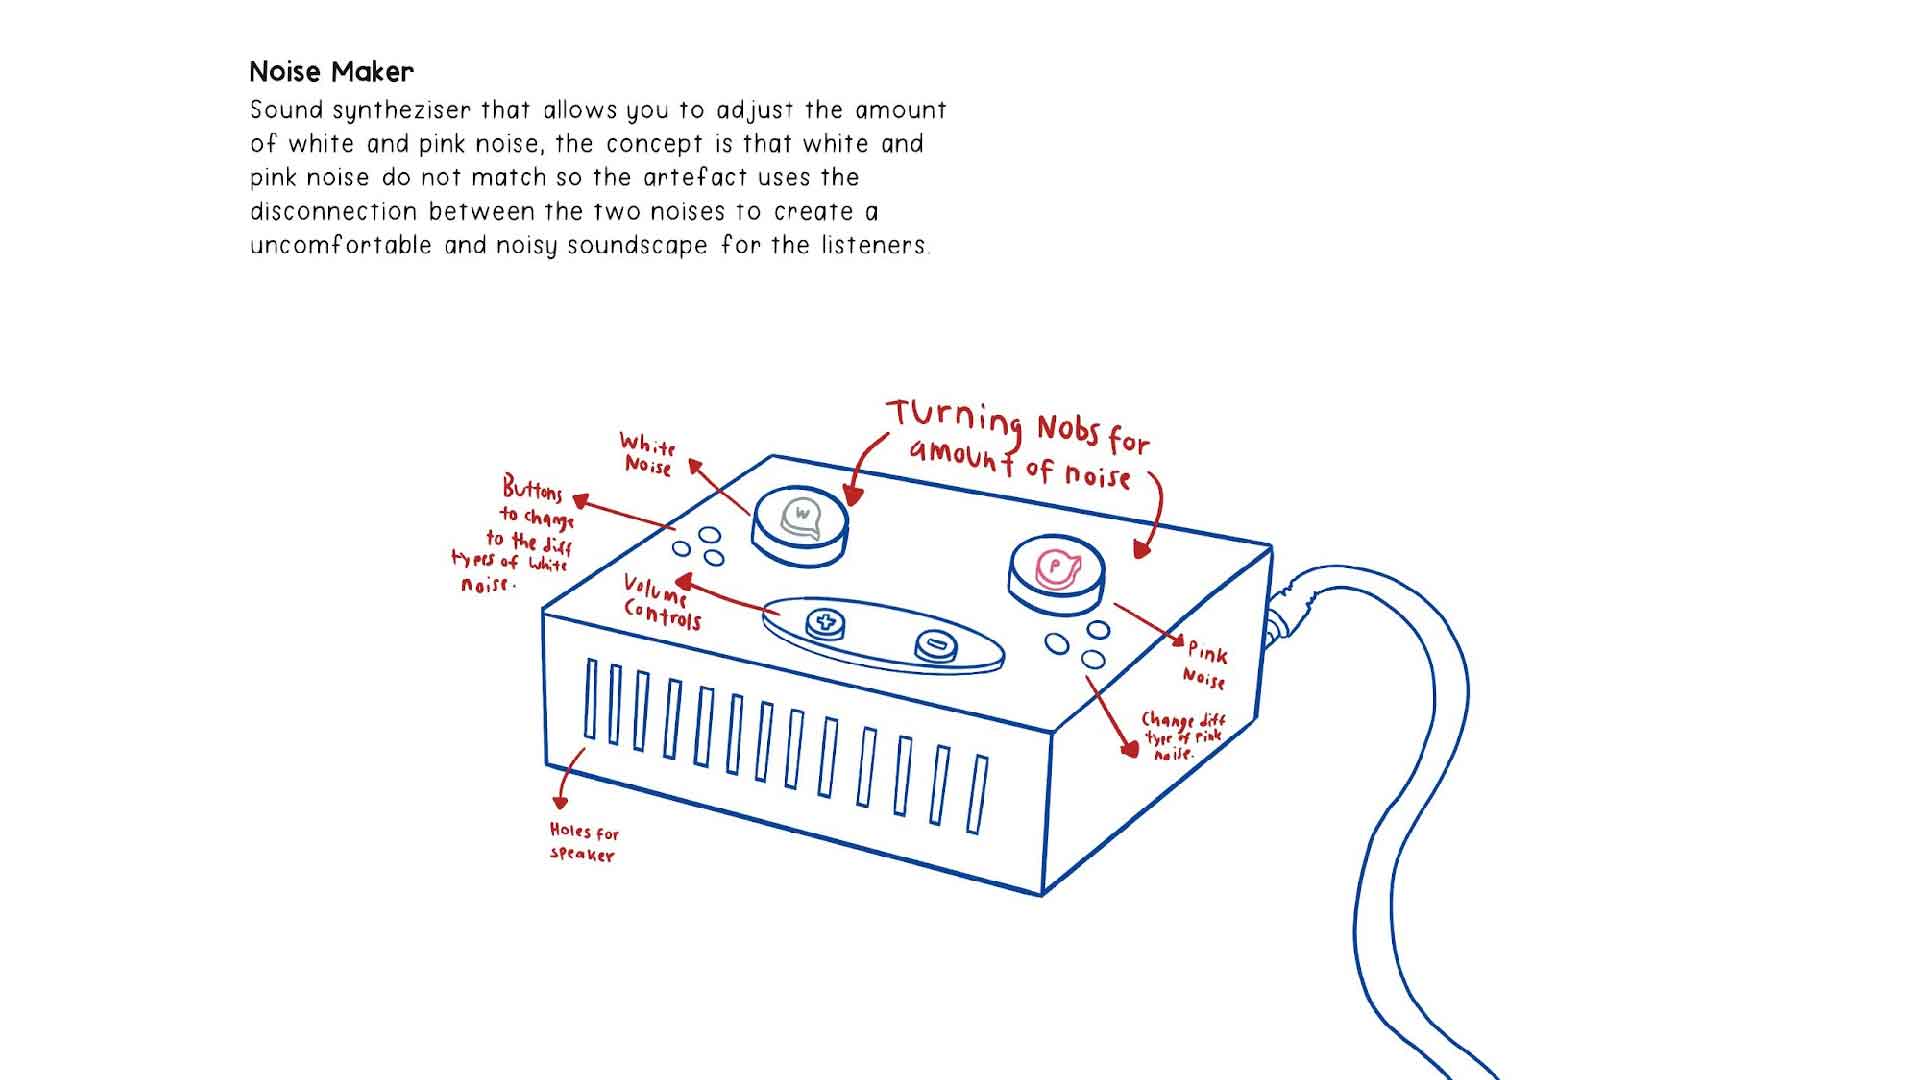 Noise Maker
Sound syntheziser that allows you to adjust the amount
of white and pink noise, the concept is that white and
pink noise do not match so the artefact uses the
disconnection between the two noises to create a
uncomfortable and noisy soundscape for the listeners.
Turning Nobs for
amount of noise
White
Noise
Buttons
to change
to the diff
types of white
noise.
W
P
Volume
Controls
+
-
Pink
Noise
Change diff
type of Pink
noise.
Holes for
speaker